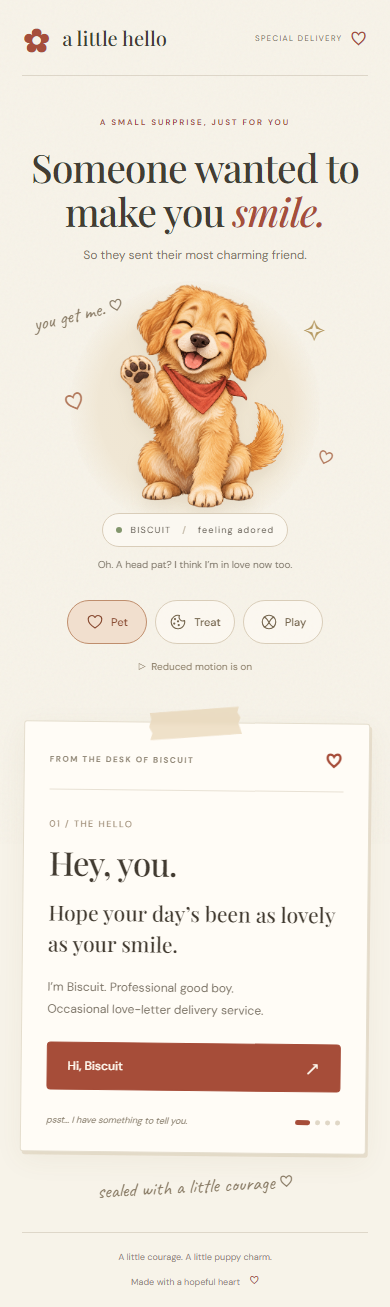 a little hello
SPECIAL DELIVERY
A SMALL SURPRISE, JUST FOR YOU
Someone wanted to
make you smile.
So they sent their most charming friend.
you get me.
BISCUIT / feeling adored
Oh. A head pat? I think I'm in love now too.
Pet
Treat
Play
Reduced motion is on
FROM THE DESK OF BISCUIT
01 / THE HELLO
Hey, you.
Hope your day's been as lovely
as your smile.
I'm Biscuit. Professional good boy.
Occasional love-letter delivery service.
Hi, Biscuit ↗
psst... I have something to tell you.
sealed with a little courage
A little courage. A little puppy charm.
Made with a hopeful heart